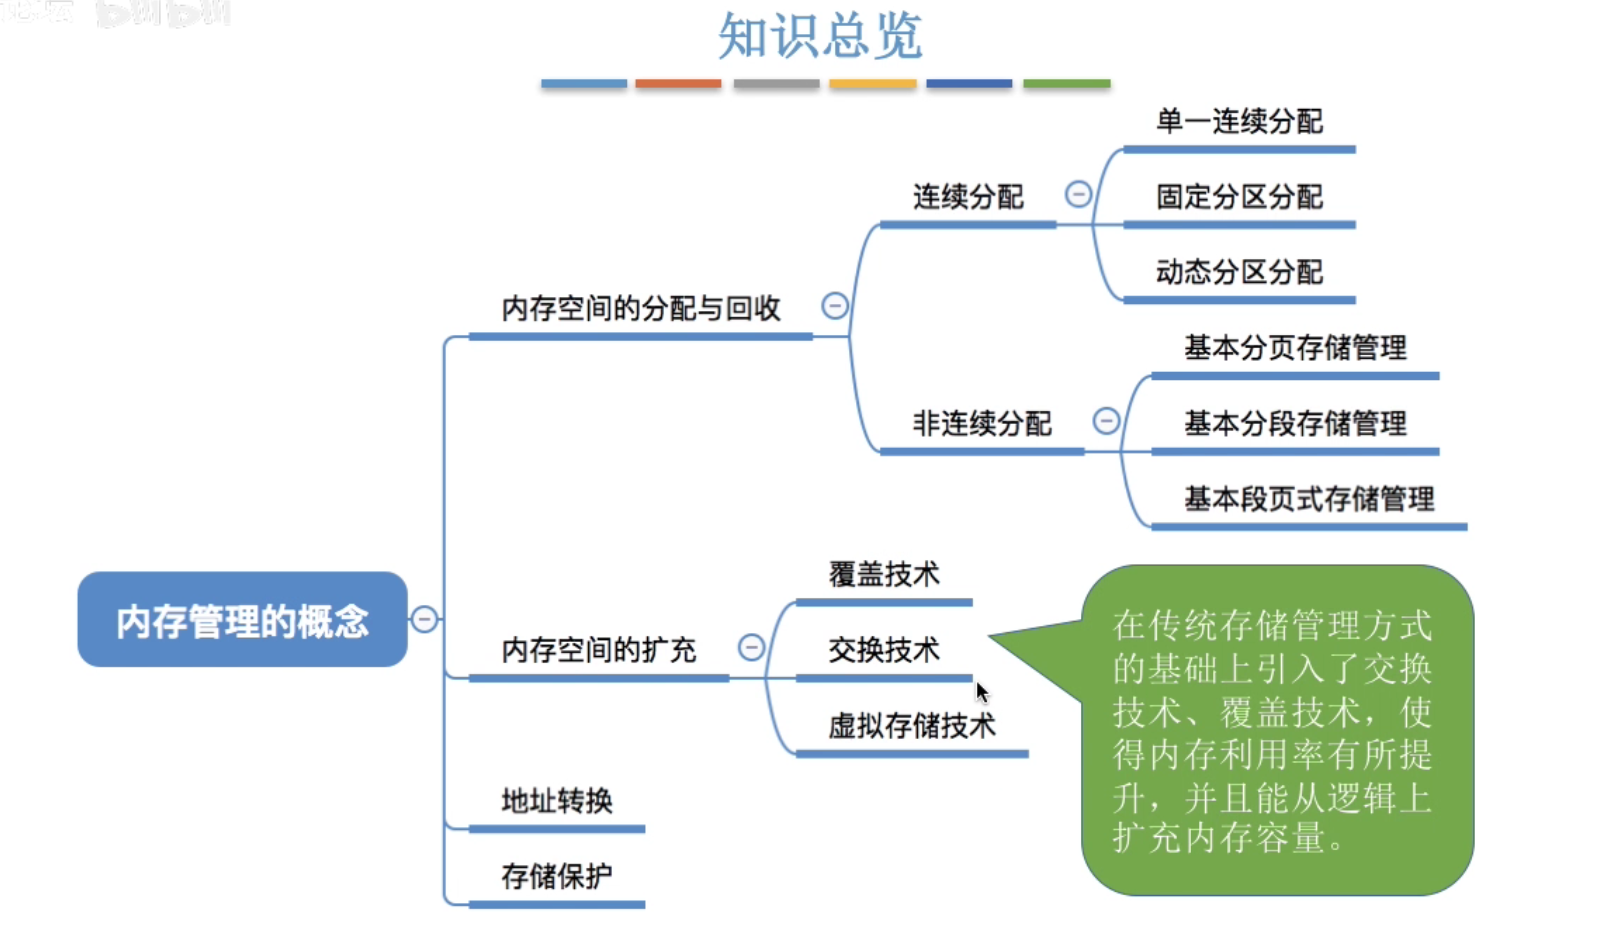 知识总览
单一连续分配
连续分配
固定分区分配
动态分区分配
内存空间的分配与回收
基本分页存储管理
非连续分配
基本分段存储管理
基本段页式存储管理
内存管理的概念
覆盖技术
内存空间的扩充
交换技术
虚拟存储技术
地址转换
存储保护
在传统存储管理方式
的基础上引入了交换
技术、覆盖技术，使
得内存利用率有所提
升，并且能从逻辑上
扩充内存容量。